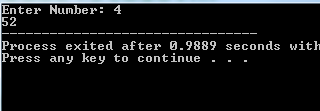 Enter Number: 4
52
--------------------------------
Process exited after 0.9889 seconds with
Press any key to continue . . .